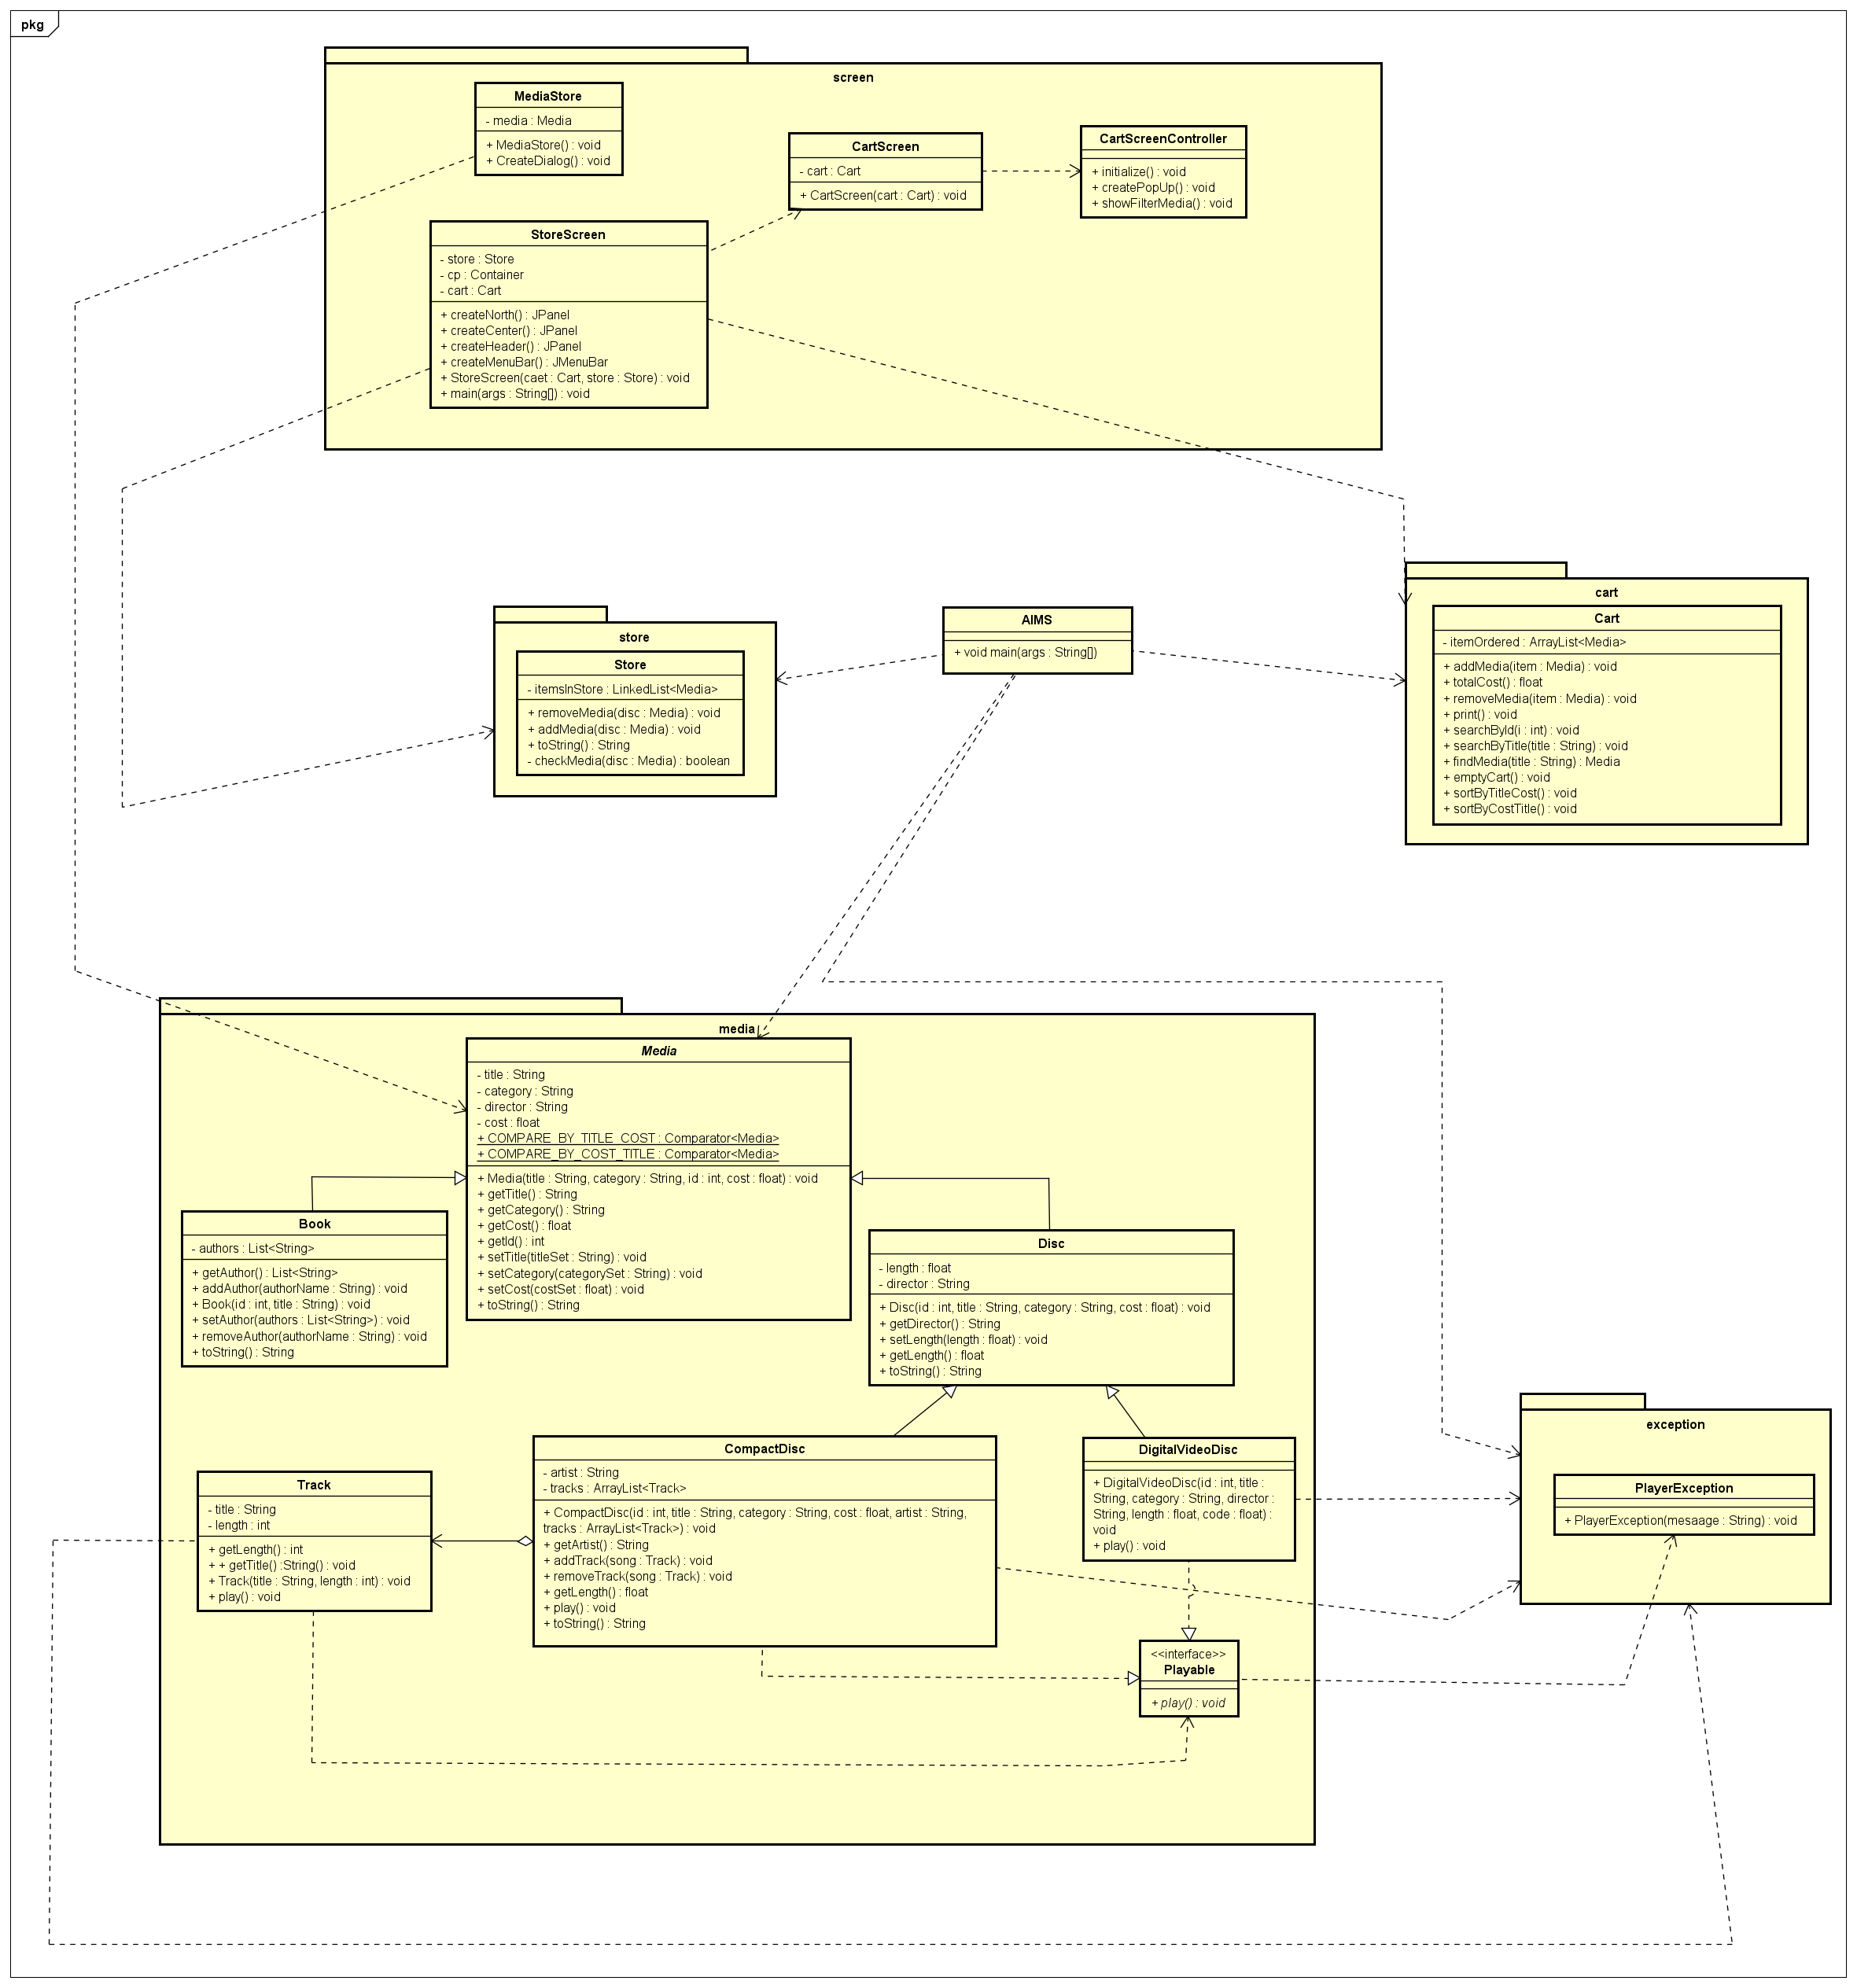 pkg
screen
MediaStore
- media : Media
+ MediaStore() : void
+ CreateDialog() : void
CartScreen
- cart : Cart
+ CartScreen(cart : Cart) : void
CartScreenController
+ initialize() : void
+ createPopUp() : void
+ showFilterMedia() : void
StoreScreen
- store : Store
- cp : Container
- cart : Cart
+ createNorth() : JPanel
+ createCenter() : JPanel
+ createHeader() : JPanel
+ createMenuBar() : JMenuBar
+ StoreScreen(caet : Cart, store : Store) : void
+ main(args : String[]) : void
store
Store
- itemsInStore : LinkedList<Media>
+ removeMedia(disc : Media) : void
+ addMedia(disc : Media) : void
+ toString() : String
- checkMedia(disc : Media) : boolean
AIMS
+ void main(args : String[])
cart
Cart
- itemOrdered : ArrayList<Media>
+ addMedia(item : Media) : void
+ totalCost() : float
+ removeMedia(item : Media) : void
+ print() : void
+ searchById(i : int) : void
+ searchByTitle(title : String) : void
+ findMedia(title : String) : Media
+ emptyCart() : void
+ sortByTitleCost() : void
+ sortByCostTitle() : void
media
Media
- title : String
- category : String
- director : String
- cost : float
+ COMPARE_BY_TITLE_COST : Comparator<Media>
+ COMPARE_BY_COST_TITLE : Comparator<Media>
+ Media(title : String, category : String, id : int, cost : float) : void
+ getTitle() : String
+ getCategory() : String
+ getCost() : float
+ getId() : int
+ setTitle(titleSet : String) : void
+ setCategory(categorySet : String) : void
+ setCost(costSet : float) : void
+ toString() : String
Book
- authors : List<String>
+ getAuthor() : List<String>
+ addAuthor(authorName : String) : void
+ Book(id : int, title : String) : void
+ setAuthor(authors : List<String>) : void
+ removeAuthor(authorName : String) : void
+ toString() : String
Disc
- length : float
- director : String
+ Disc(id : int, title : String, category : String, cost : float) : void
+ getDirector() : String
+ setLength(length : float) : void
+ getLength() : float
+ toString() : String
Track
- title : String
- length : int
+ getLength() : int
+ + getTitle() :String() : void
+ Track(title : String, length : int) : void
+ play() : void
CompactDisc
- artist : String
- tracks : ArrayList<Track>
+ CompactDisc(id : int, title : String, category : String, cost : float, artist : String,
tracks : ArrayList<Track>) : void
+ getArtist() : String
+ addTrack(song : Track) : void
+ removeTrack(song : Track) : void
+ getLength() : float
+ play() : void
+ toString() : String
DigitalVideoDisc
+ DigitalVideoDisc(id : int, title :
String, category : String, director :
String, length : float, code : float) :
void
+ play() : void
<<interface>>
Playable
+ play() : void
exception
PlayerException
+ PlayerException(mesaage : String) : void